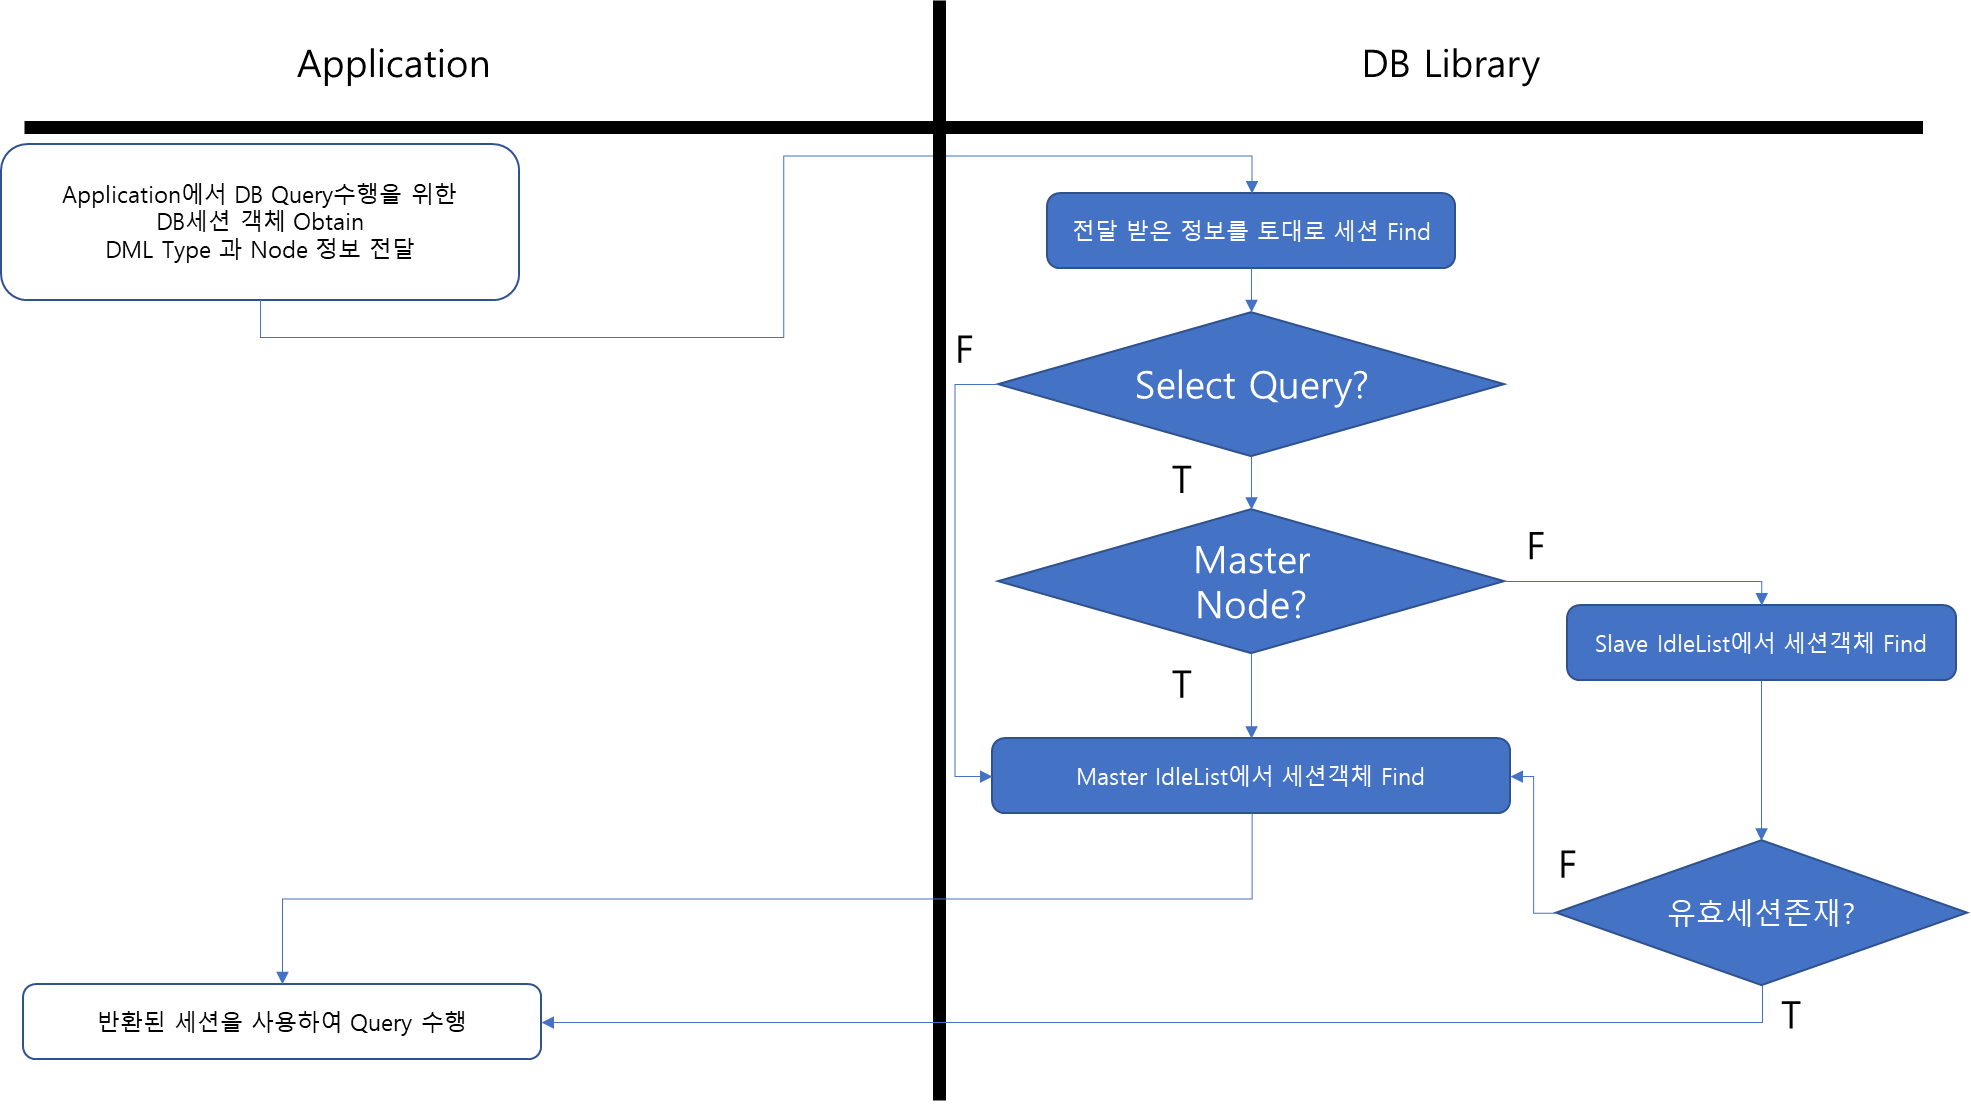 Application
DB Library
Application에서 DB Query수행을 위한
DB세션 객체 Obtain
DML Type 과 Node 정보 전달
전달 받은 정보를 토대로 세션 Find
F
Select Query?
T
Master
Node?
F
Slave IdleList에서 세션객체 Find
T
Master IdleList에서 세션객체 Find
F
유효세션존재?
T
반환된 세션을 사용하여 Query 수행